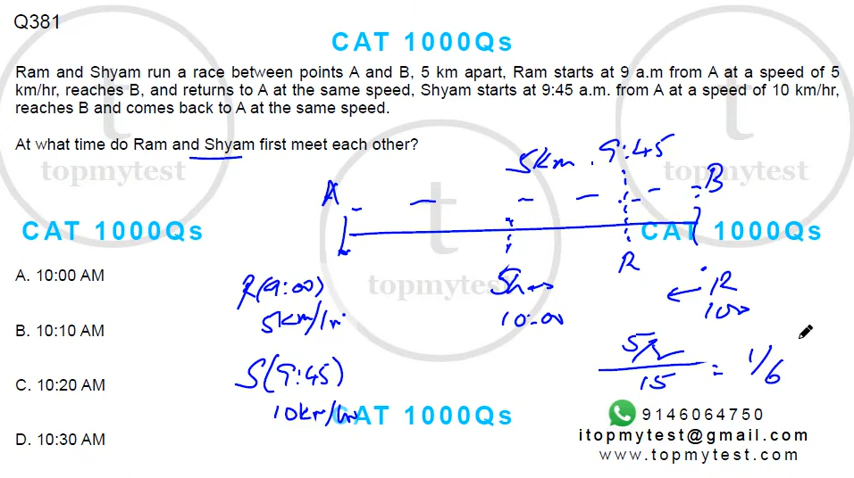 Q381
CAT 1000Qs
Ram and Shyam run a race between points A and B, 5 km apart, Ram starts at 9 a.m from A at a speed of 5
km/hr, reaches B, and returns to A at the same speed, Shyam starts at 9:45 a.m. from A at a speed of 10 km/hr,
reaches B and comes back to A at the same speed.
At what time do Ram and Shyam first meet each other?
topmytest
topmytest
5km 9:45
A
B
CAT 1000Qs
CAT 1000Qs
R
A. 10:00 AM
R(9:00)
topmytest
12
5km/hr
10:00
100
B. 10:10 AM
5/2
15
= 1/6
S(9:45)
C. 10:20 AM
10km/hr
CAT 1000Qs
9146064750
itopmytest@gmail.com
D. 10:30 AM
www.topmytest.com